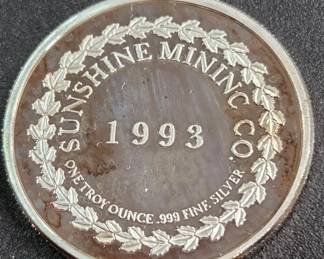 SUNSHINE MINING CO.
1993
ONE TROY OUNCE .999 FINE SILVER